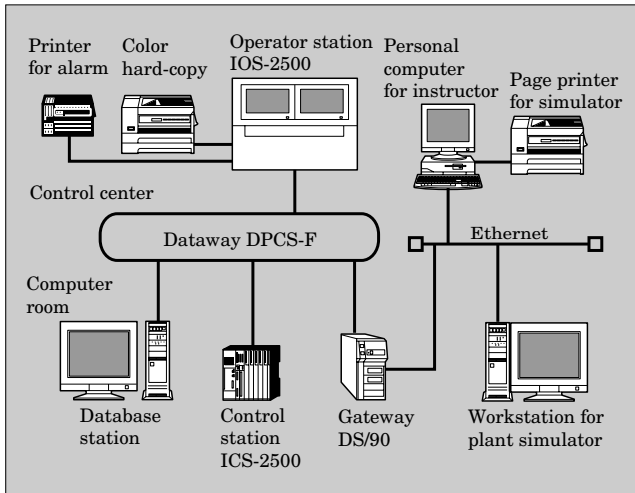 Printer
for alarm
Color
hard-copy
Operator station
IOS-2500
Personal
computer
for instructor
Page printer
for simulator
Control center
Dataway DPCS-F
Ethernet
Computer
room
Database
station
Control
station
ICS-2500
Gateway
DS/90
Workstation for
plant simulator